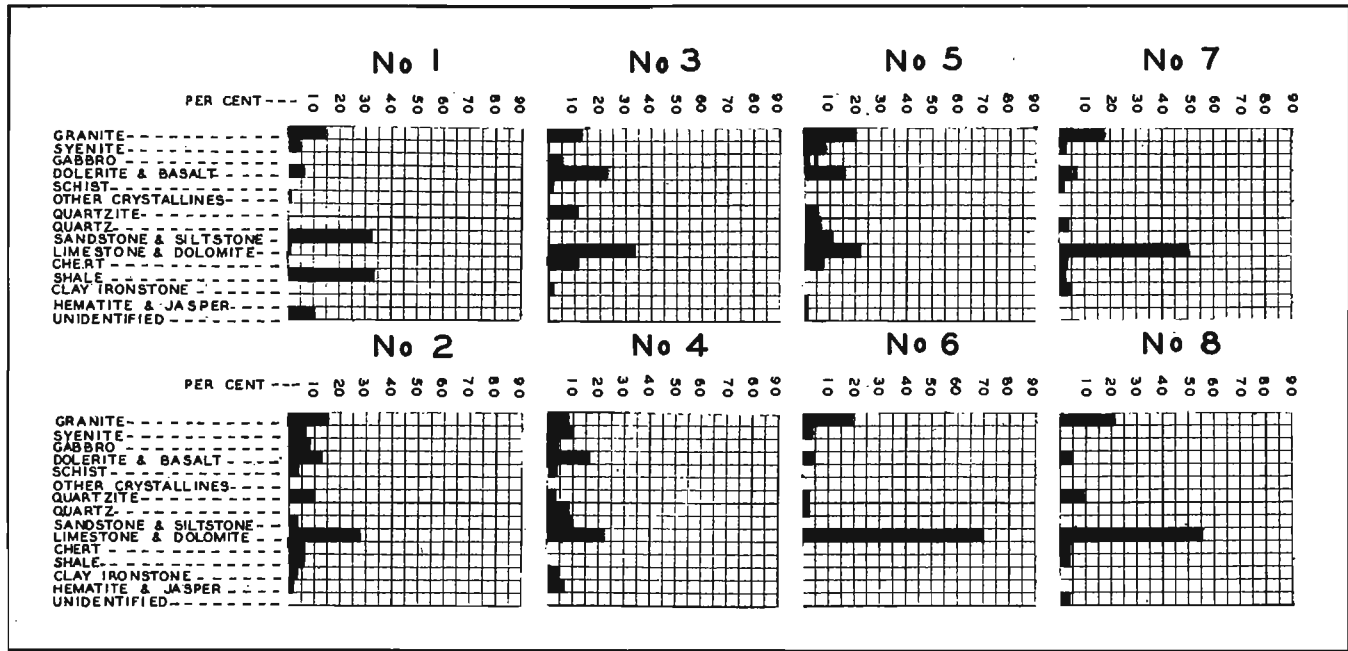 No 1 No 3 No 5 No 7
PER CENT --- 10 20 30 40 50 60 70 80 90 10 20 30 40 50 60 70 80 90 10 20 30 40 50 60 70 80 90 10 20 30 40 50 60 70 80 90
GRANITE
SYENITE
GABBRO
DOLERITE & BASALT
SCHIST
OTHER CRYSTALLINES
QUARTZITE
QUARTZ
SANDSTONE & SILTSTONE
LIMESTONE & DOLOMITE
CHERT
SHALE
CLAY IRONSTONE
HEMATITE & JASPER
UNIDENTIFIED
No 2 No 4 No 6 No 8
PER CENT --- 10 20 30 40 50 60 70 80 90 10 20 30 40 50 60 70 80 90 10 20 30 40 50 60 70 80 90 10 20 30 40 50 60 70 80 90
GRANITE
SYENITE
GABBRO
DOLERITE & BASALT
SCHIST
OTHER CRYSTALLINES
QUARTZITE
QUARTZ
SANDSTONE & SILTSTONE
LIMESTONE & DOLOMITE
CHERT
SHALE
CLAY IRONSTONE
HEMATITE & JASPER
UNIDENTIFIED